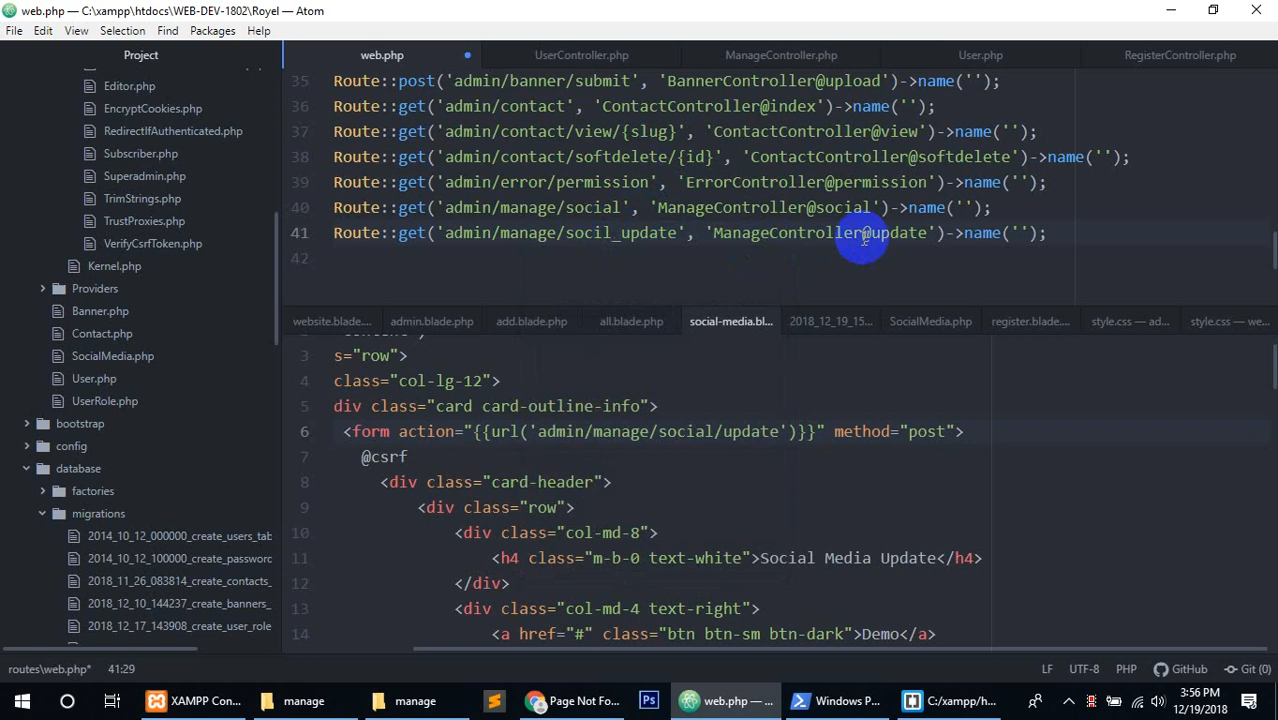 web.php — C:\xampp\htdocs\WEB-DEV-1802\Royel — Atom
File Edit View Selection Find Packages Help
Project
web.php UserController.php ManageController.php User.php RegisterController.php
Editor.php
EncryptCookies.php
RedirectIfAuthenticated.php
Subscriber.php
Superadmin.php
TrimStrings.php
TrustProxies.php
VerifyCsrfToken.php
Kernel.php
Providers
Banner.php
Contact.php
SocialMedia.php
User.php
UserRole.php
bootstrap
config
database
factories
migrations
2014_10_12_000000_create_users_tab
2014_10_12_100000_create_password
2018_11_26_083814_create_contacts_
2018_12_10_144237_create_banners_
2018_12_17_143908_create_user_role
35 Route::post('admin/banner/submit', 'BannerController@upload')->name('');
36 Route::get('admin/contact', 'ContactController@index')->name('');
37 Route::get('admin/contact/view/{slug}', 'ContactController@view')->name('');
38 Route::get('admin/contact/softdelete/{id}', 'ContactController@softdelete')->name('');
39 Route::get('admin/error/permission', 'ErrorController@permission')->name('');
40 Route::get('admin/manage/social', 'ManageController@social')->name('');
41 Route::get('admin/manage/socil_update', 'ManageController@update')->name('');
42
website.blade.... admin.blade.php add.blade.php all.blade.php social-media.bl... 2018_12_19_15... SocialMedia.php register.blade.... style.css — ad... style.css — we...
3 s="row">
4 class="col-lg-12">
5 div class="card card-outline-info">
6 <form action="{{url('admin/manage/social/update')}}" method="post">
7 @csrf
8 <div class="card-header">
9 <div class="row">
10 <div class="col-md-8">
11 <h4 class="m-b-0 text-white">Social Media Update</h4>
12 </div>
13 <div class="col-md-4 text-right">
14 <a href="#" class="btn btn-sm btn-dark">Demo</a>
routes\web.php* 41:29 LF UTF-8 PHP GitHub Git (0)
XAMPP Con... manage manage Page Not Fo... Ps web.php — ... Windows P... C:/xampp/h... 3:56 PM
12/19/2018